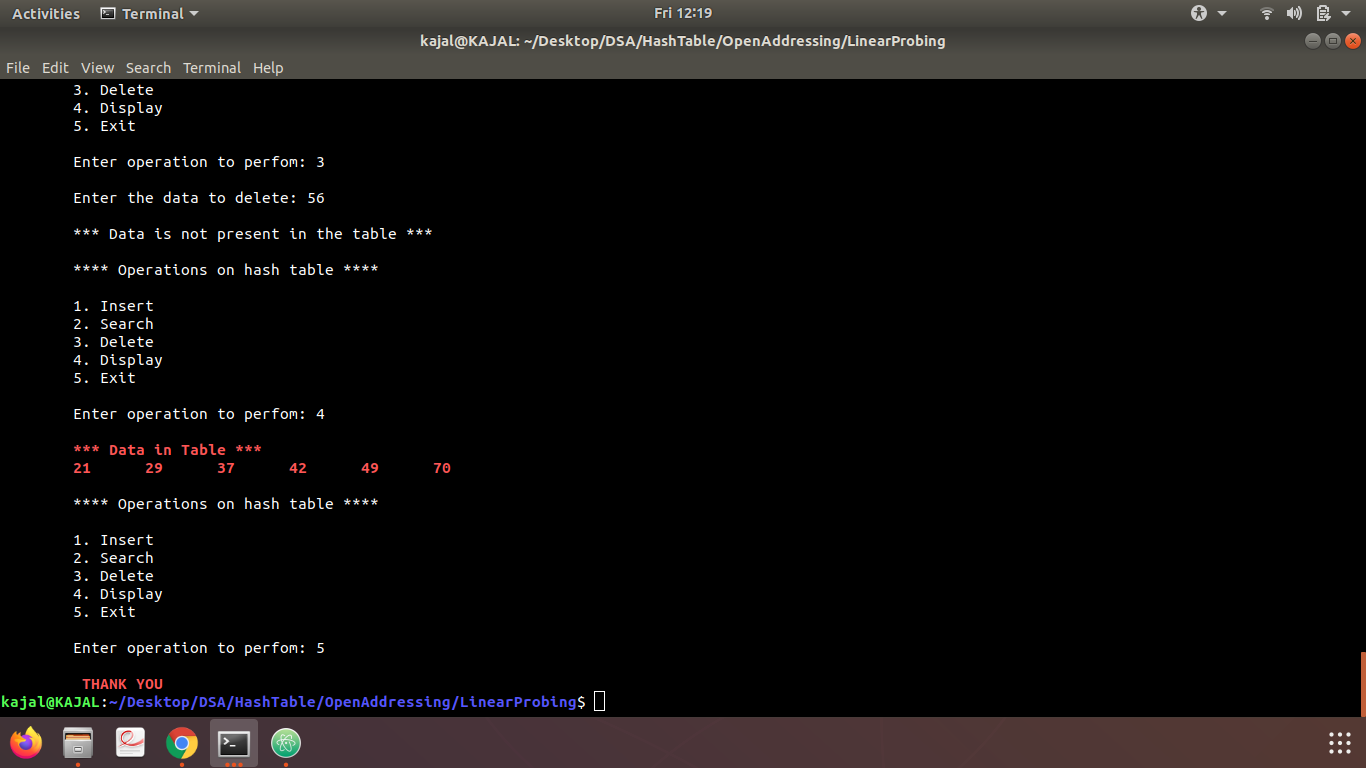 Activities Terminal Fri 12:19
kajal@KAJAL: ~/Desktop/DSA/HashTable/OpenAddressing/LinearProbing
File Edit View Search Terminal Help
3. Delete
4. Display
5. Exit
Enter operation to perfom: 3
Enter the data to delete: 56
*** Data is not present in the table ***
**** Operations on hash table ****
1. Insert
2. Search
3. Delete
4. Display
5. Exit
Enter operation to perfom: 4
*** Data in Table ***
21 29 37 42 49 70
**** Operations on hash table ****
1. Insert
2. Search
3. Delete
4. Display
5. Exit
Enter operation to perfom: 5
THANK YOU
kajal@KAJAL:~/Desktop/DSA/HashTable/OpenAddressing/LinearProbing$